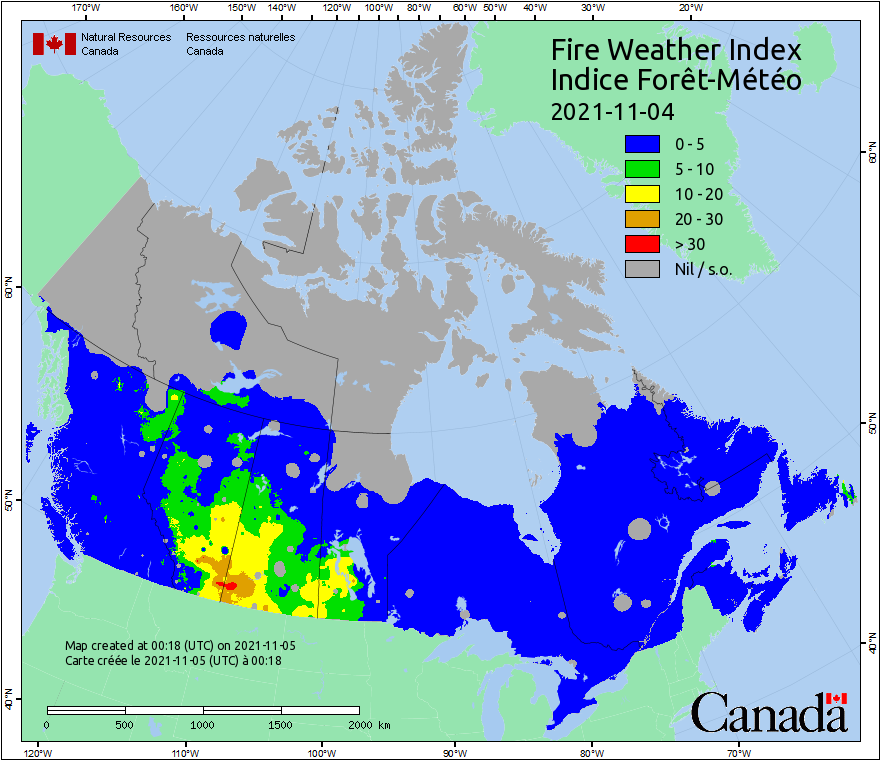 170°W 160°W 150°W 140°W 120°W 100°W 80°W 60°W 50°W 40°W 30°W 20°W
Natural Resources Ressources naturelles
Canada Canada
Fire Weather Index
Indice Forêt-Météo
2021-11-04
0 - 5
5 - 10
10 - 20
20 - 30
> 30
Nil / s.o.
60°N 60°N
50°N 50°N
40°N 40°N
Map created at 00:18 (UTC) on 2021-11-05
Carte créée le 2021-11-05 (UTC) à 00:18
0 500 1000 1500 2000 km
Canada
120°W 110°W 100°W 90°W 80°W 70°W